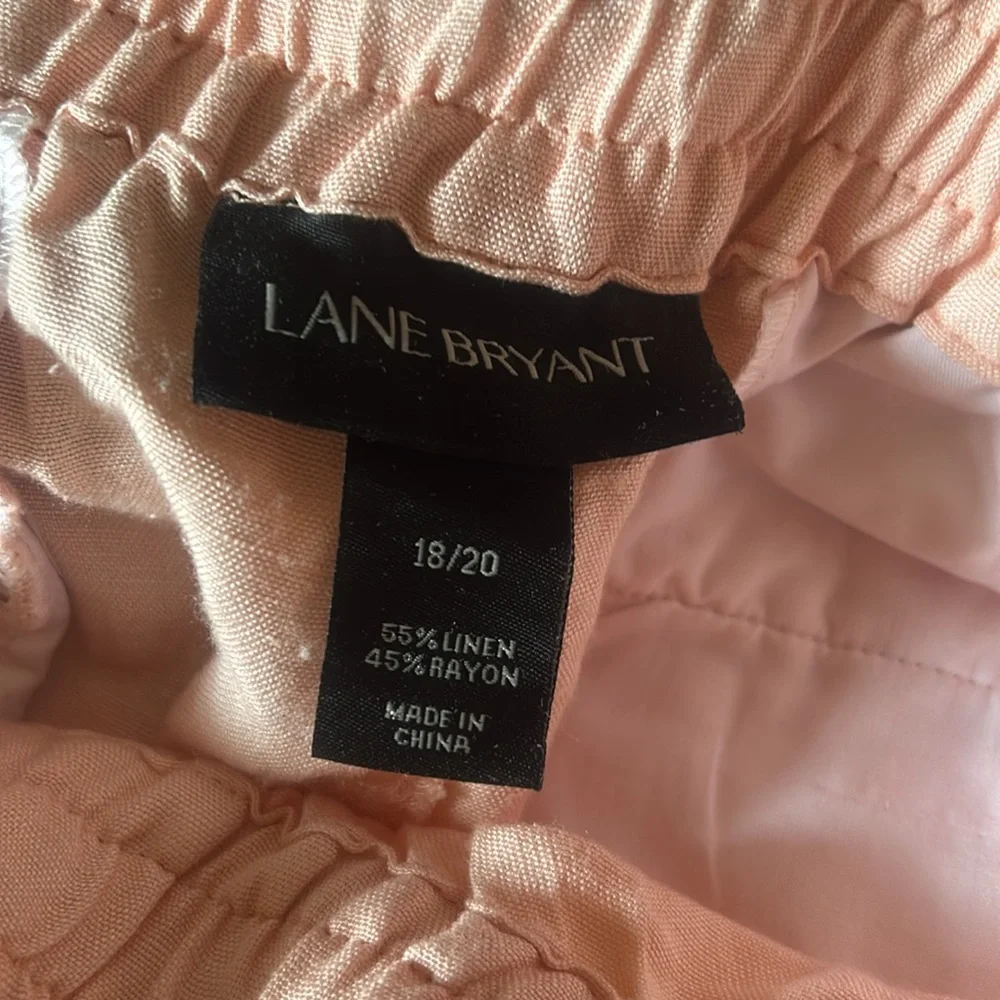 LANE BRYANT
18/20
55% LINEN
45% RAYON
MADE IN
CHINA